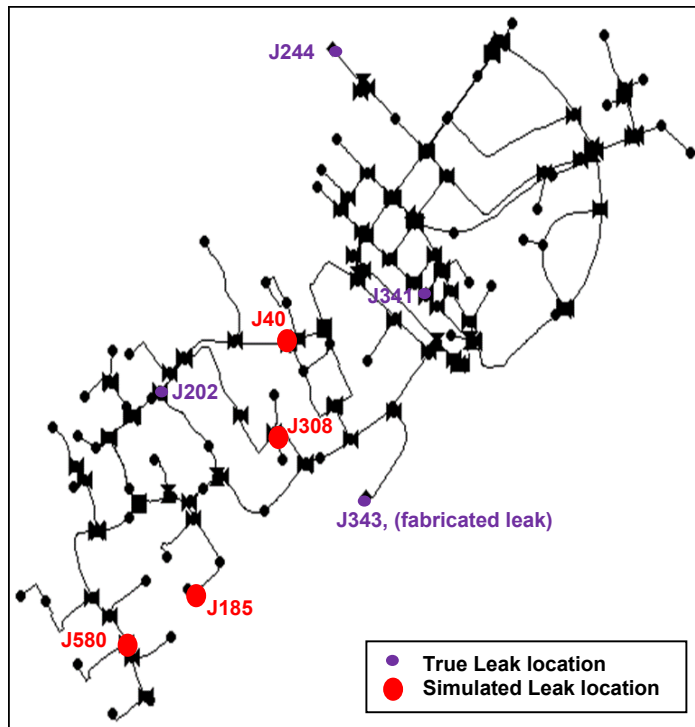 J244
J341
J40
J202
J308
J343, (fabricated leak)
J185
J580
True Leak location
Simulated Leak location